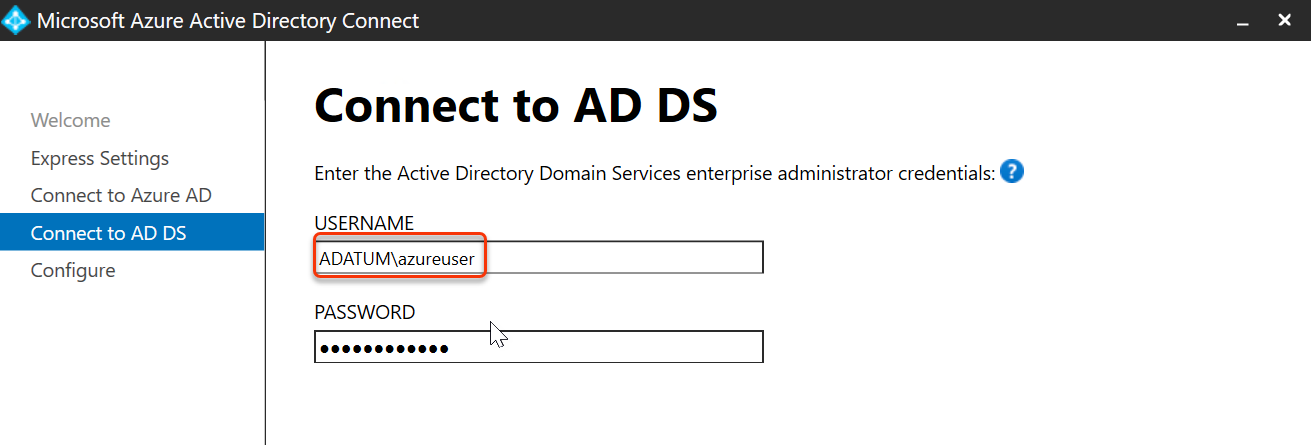 Microsoft Azure Active Directory Connect
Welcome
Express Settings
Connect to Azure AD
Connect to AD DS
Configure
Connect to AD DS
Enter the Active Directory Domain Services enterprise administrator credentials: ?
USERNAME
ADATUM\azureuser
PASSWORD
••••••••••••